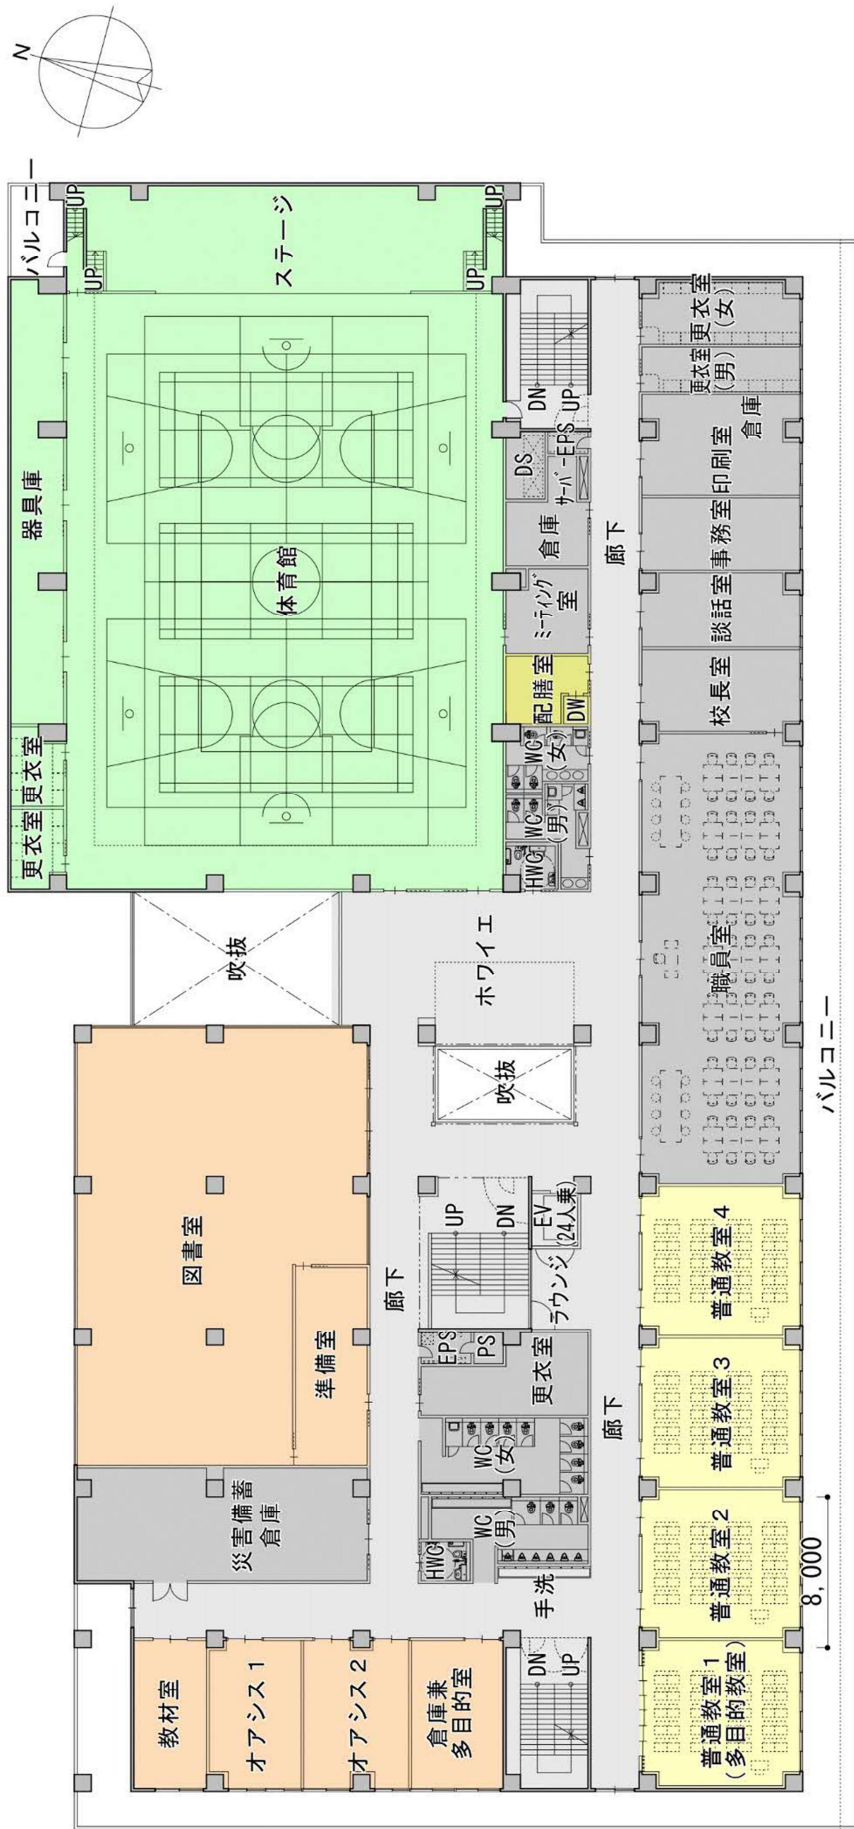 N
バルコニー
UP
UP
ステージ
UP
UP
器具庫
体育館
更衣室
更衣室
DN
UP
DS
サーバー
EPS
倉庫
ミーティング
室
配膳室
DW
WC
(女)
WC
(男)
HWC
廊下
更衣室
(女)
更衣室
(男)
倉庫
印刷室
事務室
談話室
校長室
職員室
吹抜
ホワイエ
吹抜
バルコニー
図書室
準備室
廊下
UP
DN
EV
(24人乗)
ラウンジ
EPS
PS
更衣室
WC
(女)
WC
(男)
HWC
手洗
廊下
災害備蓄
倉庫
普通教室4
普通教室3
普通教室2
8,000
普通教室1
(多目的教室)
教材室
オアシス1
オアシス2
倉庫兼
多目的室
DN
UP